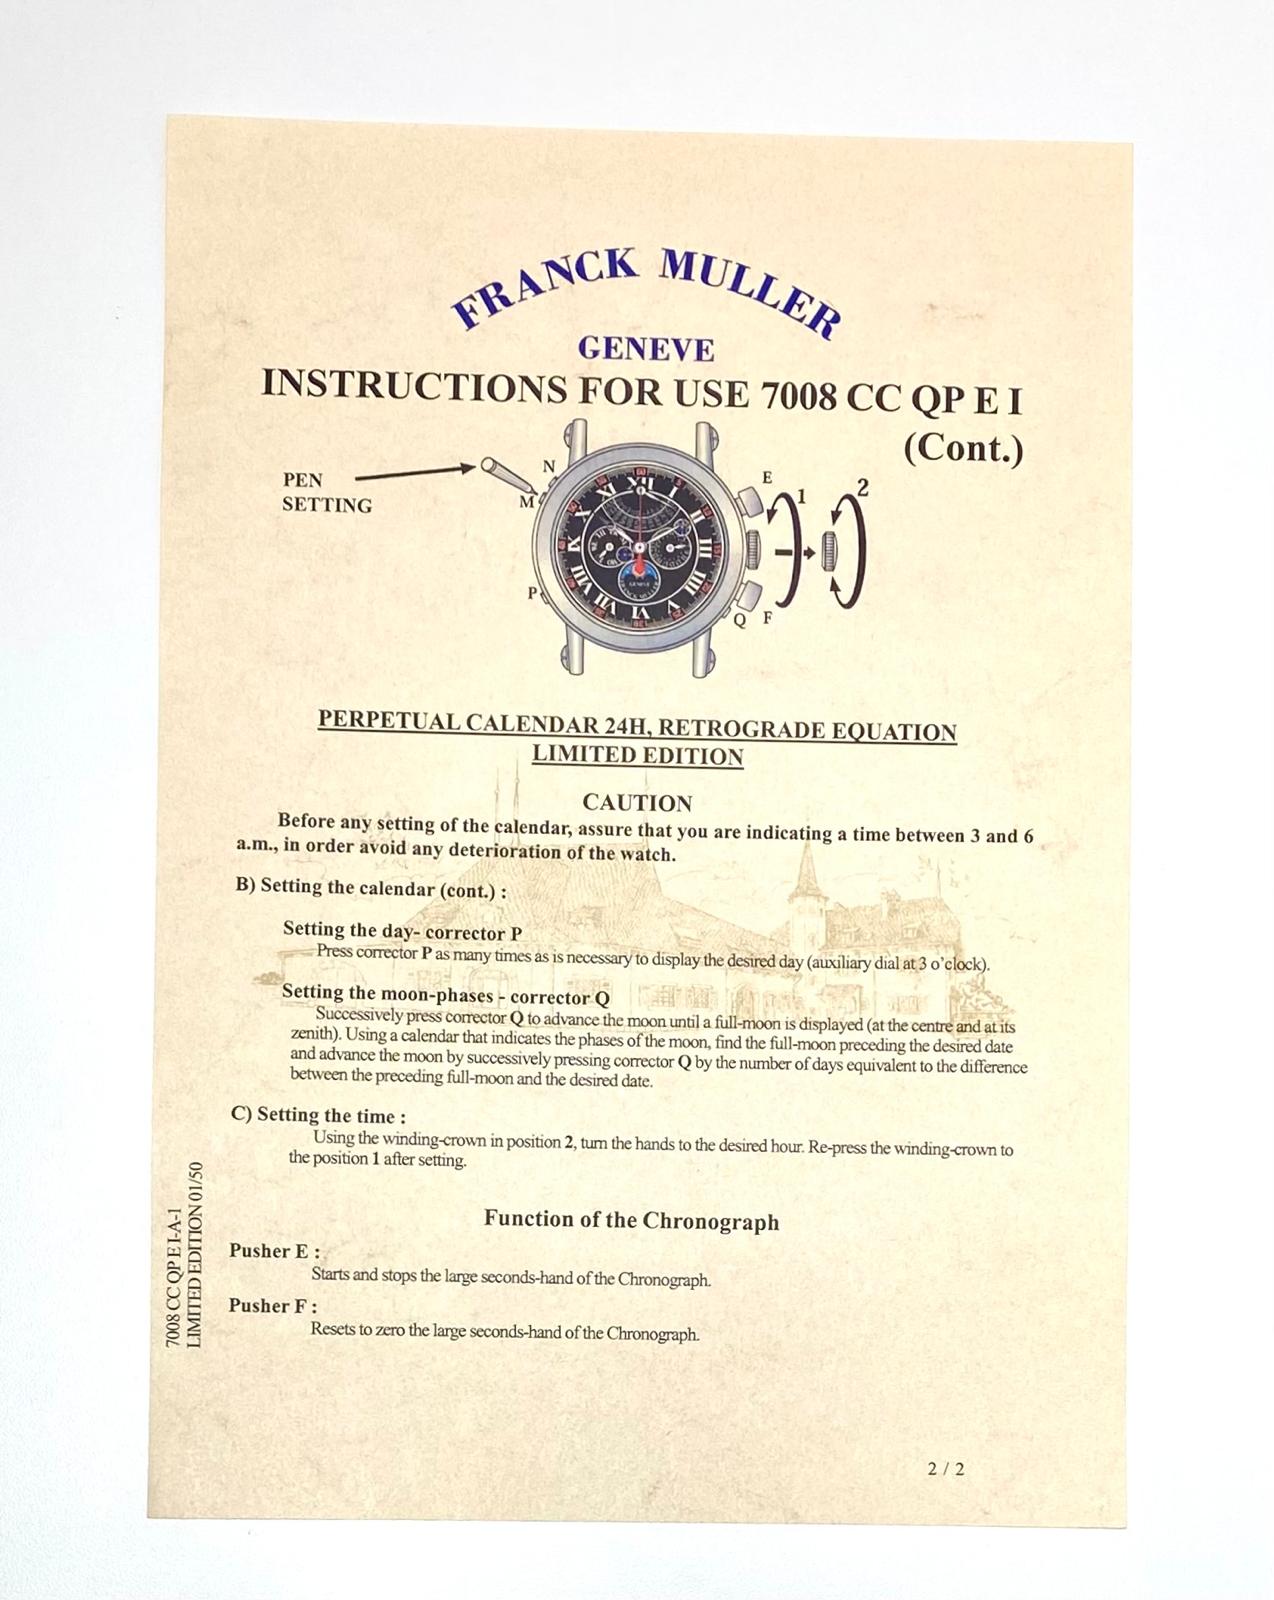 FRANCK MULLER
GENEVE
INSTRUCTIONS FOR USE 7008 CC QP E I
(Cont.)
PEN
SETTING
N
M
P
E
1
2
Q
F
PERPETUAL CALENDAR 24H, RETROGRADE EQUATION
LIMITED EDITION
CAUTION
Before any setting of the calendar, assure that you are indicating a time between 3 and 6
a.m., in order avoid any deterioration of the watch.
B) Setting the calendar (cont.) :
Setting the day- corrector P
Press corrector P as many times as is necessary to display the desired day (auxiliary dial at 3 o'clock).
Setting the moon-phases - corrector Q
Successively press corrector Q to advance the moon until a full-moon is displayed (at the centre and at its
zenith). Using a calendar that indicates the phases of the moon, find the full-moon preceding the desired date
and advance the moon by successively pressing corrector Q by the number of days equivalent to the difference
between the preceding full-moon and the desired date.
C) Setting the time :
Using the winding-crown in position 2, turn the hands to the desired hour. Re-press the winding-crown to
the position 1 after setting.
Function of the Chronograph
Pusher E :
Starts and stops the large seconds-hand of the Chronograph.
Pusher F :
Resets to zero the large seconds-hand of the Chronograph.
7008 CC QP E I-A-1
LIMITED EDITION 01/50
2 / 2